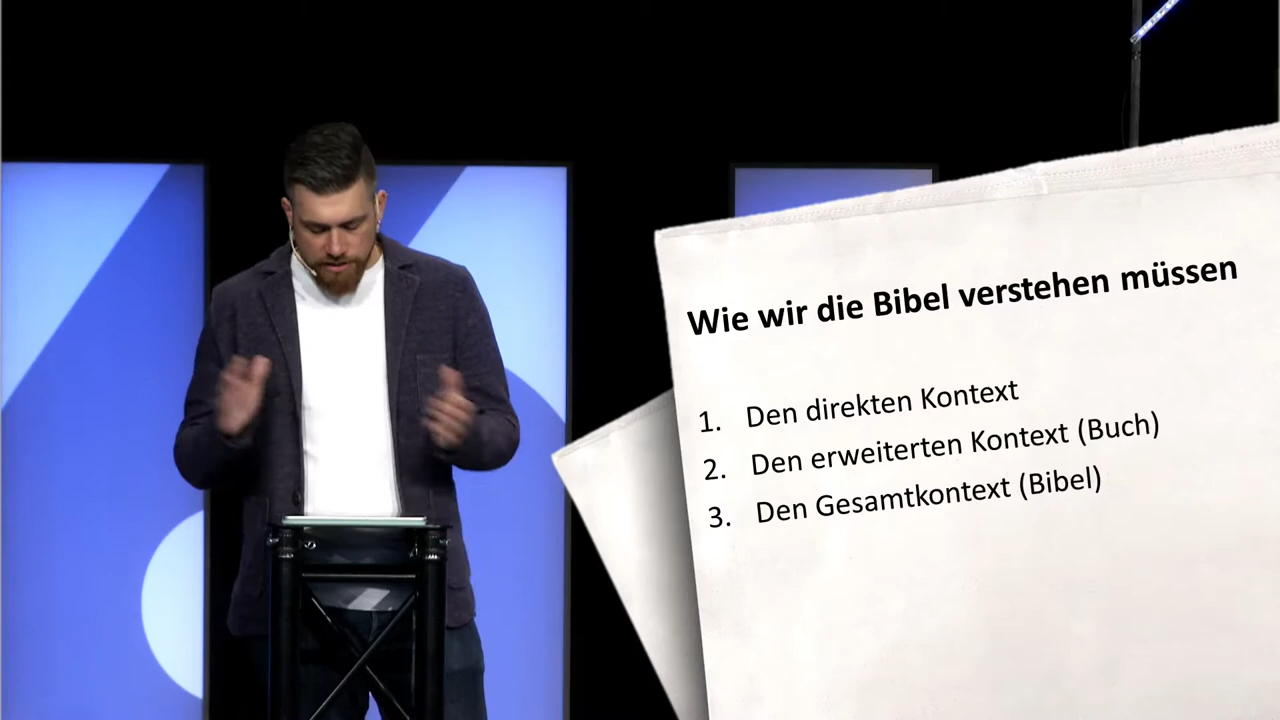 Wie wir die Bibel verstehen müssen
1. Den direkten Kontext
2. Den erweiterten Kontext (Buch)
3. Den Gesamtkontext (Bibel)